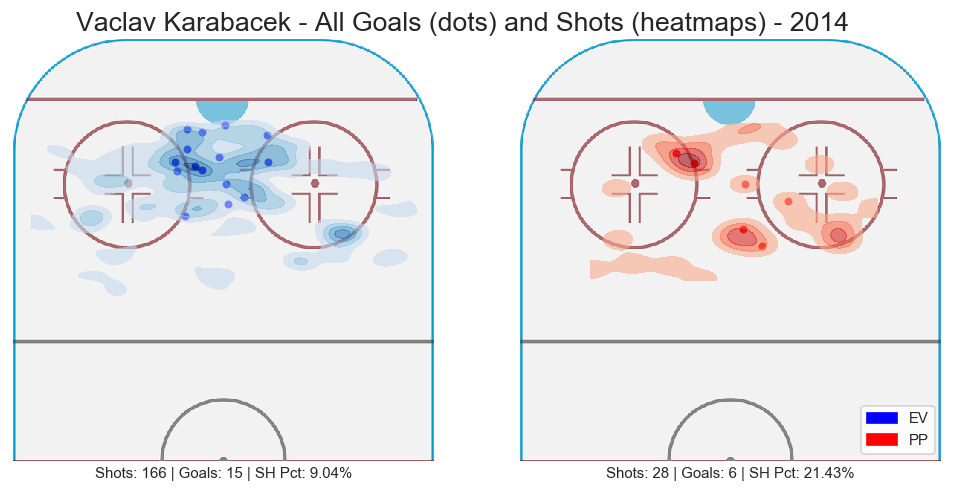 Vaclav Karabacek - All Goals (dots) and Shots (heatmaps) - 2014
EV
PP
Shots: 166 | Goals: 15 | SH Pct: 9.04%
Shots: 28 | Goals: 6 | SH Pct: 21.43%